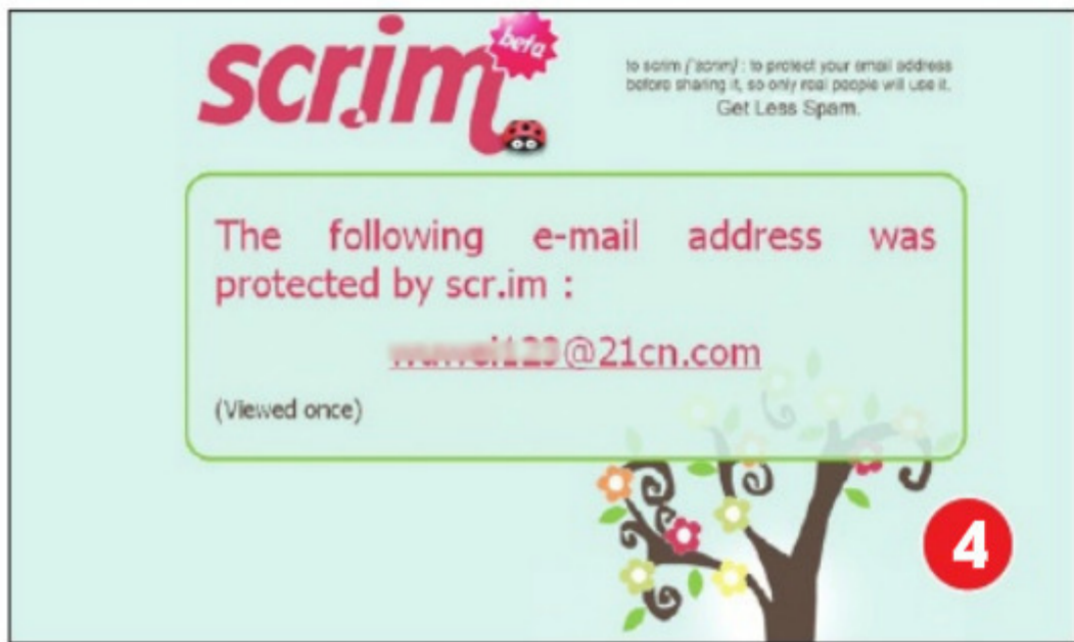 scr.im
beta
to scrim ['scrım] : to protect your email address
before sharing it, so only real people will use it.
Get Less Spam.
The following e-mail address was
protected by scr.im :
@21cn.com
(Viewed once)
4